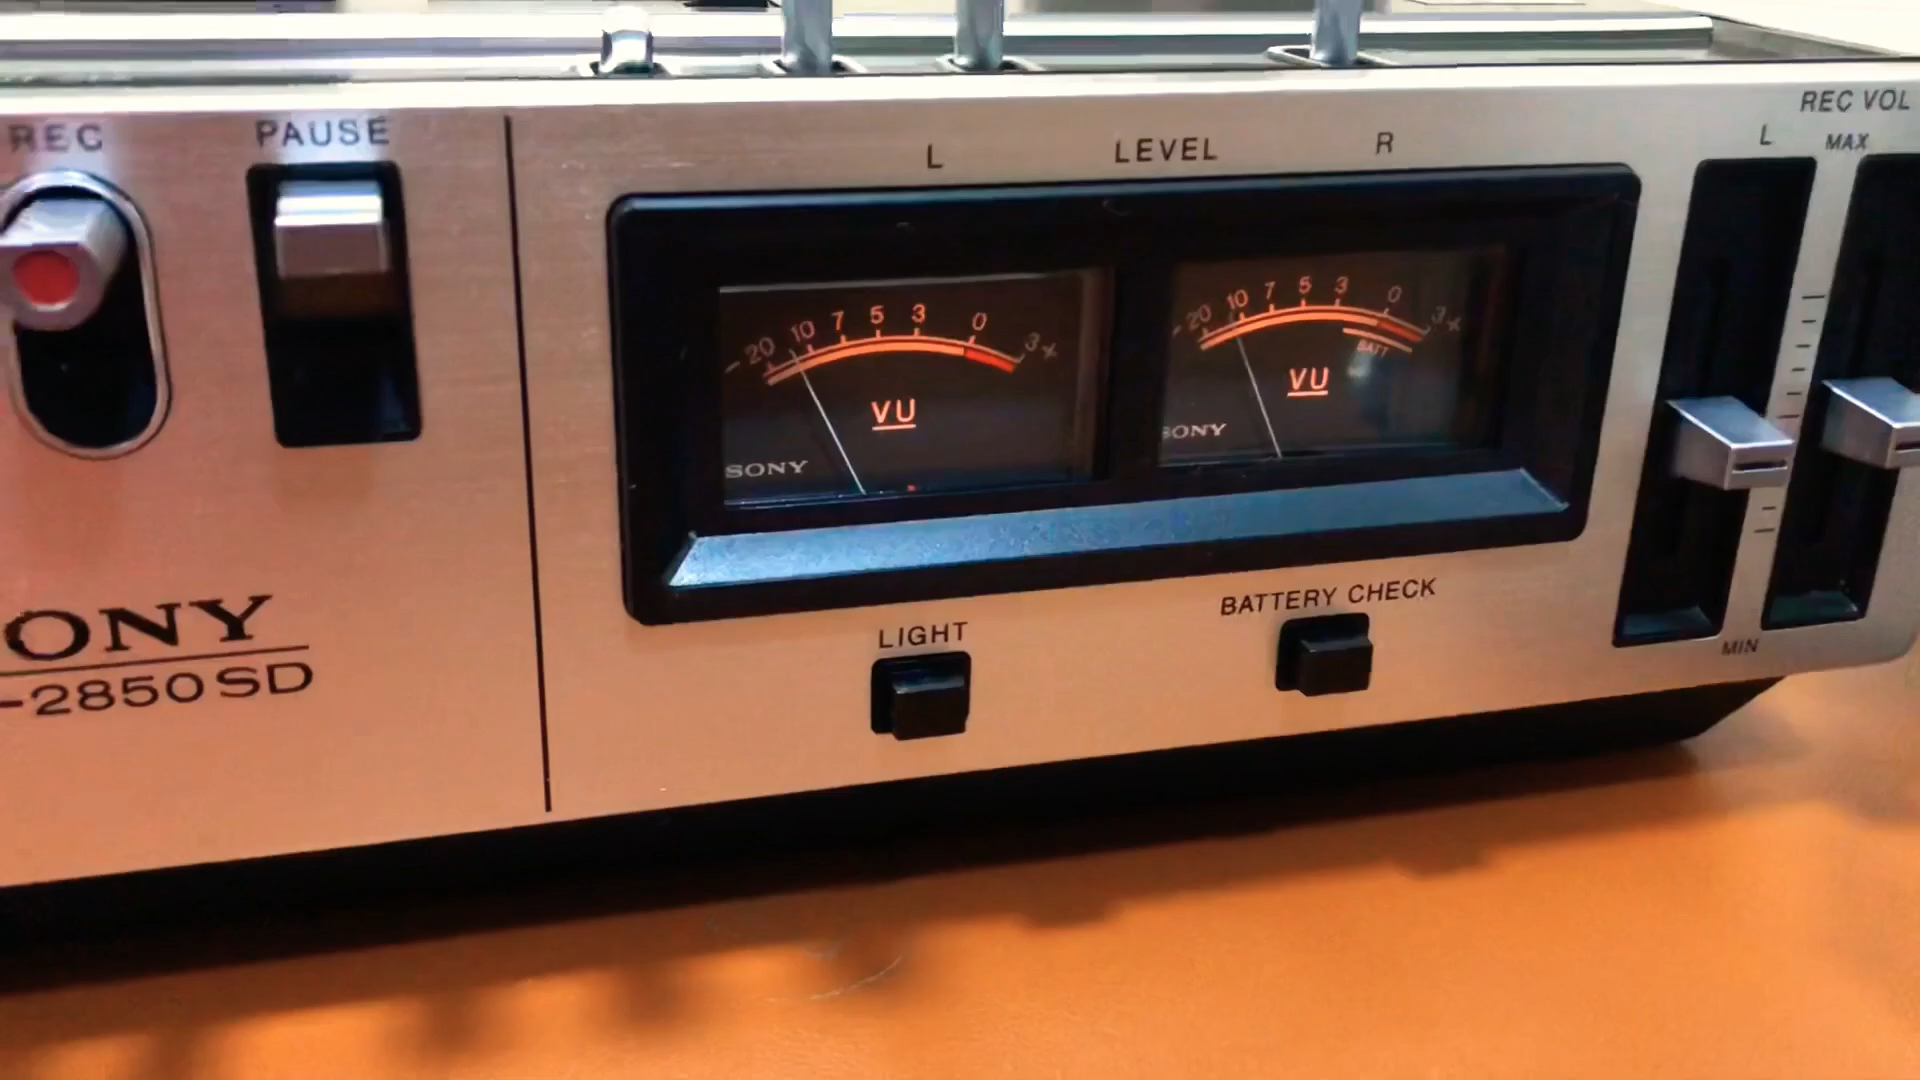 REC
PAUSE
L
LEVEL
R
REC VOL
L
MAX
- 20 10 7 5 3 0 3 +
VU
SONY
- 20 10 7 5 3 0 3 +
BATT
VU
SONY
ONY
-2850SD
LIGHT
BATTERY CHECK
MIN